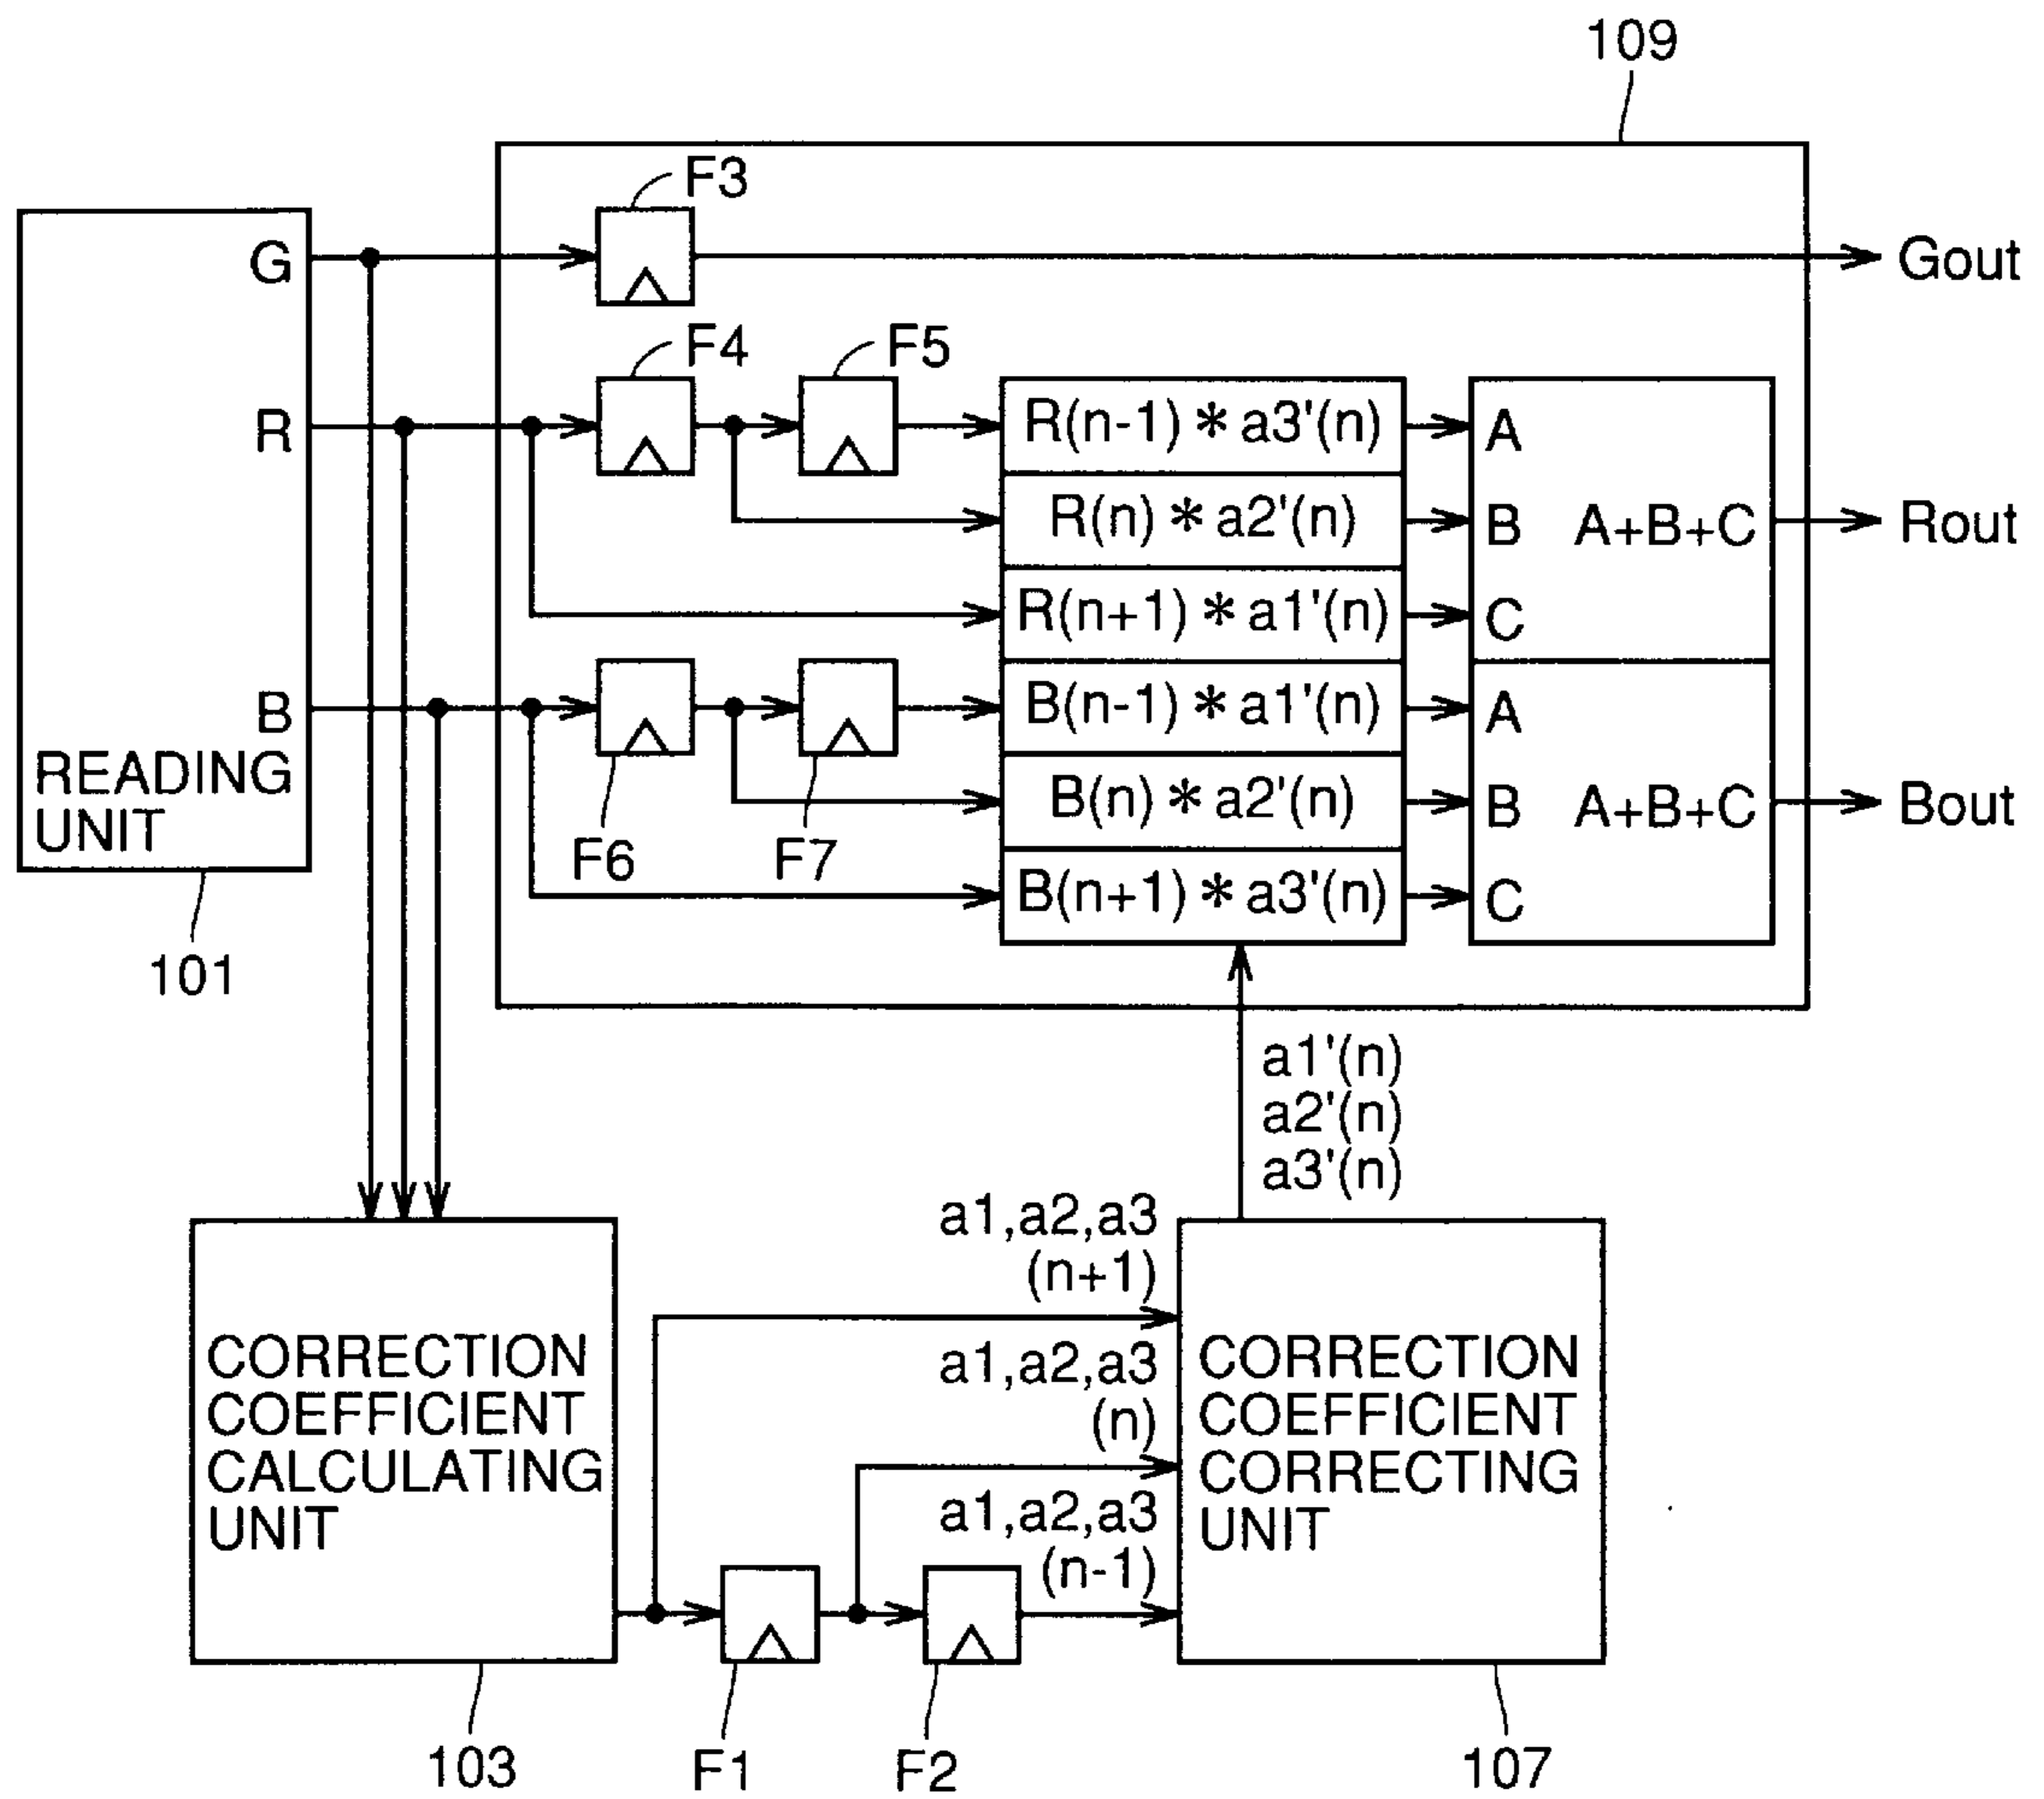 109
F3
G
Gout
F4
F5
R
R(n-1)*a3'(n)
A
R(n)*a2'(n)
B
A+B+C
Rout
R(n+1)*a1'(n)
C
B
B(n-1)*a1'(n)
A
READING
UNIT
B(n)*a2'(n)
B
A+B+C
Bout
F6
F7
B(n+1)*a3'(n)
C
101
a1'(n)
a2'(n)
a3'(n)
a1,a2,a3
(n+1)
CORRECTION
COEFFICIENT
CALCULATING
UNIT
a1,a2,a3
(n)
CORRECTION
COEFFICIENT
CORRECTING
UNIT
a1,a2,a3
(n-1)
103
F1
F2
107